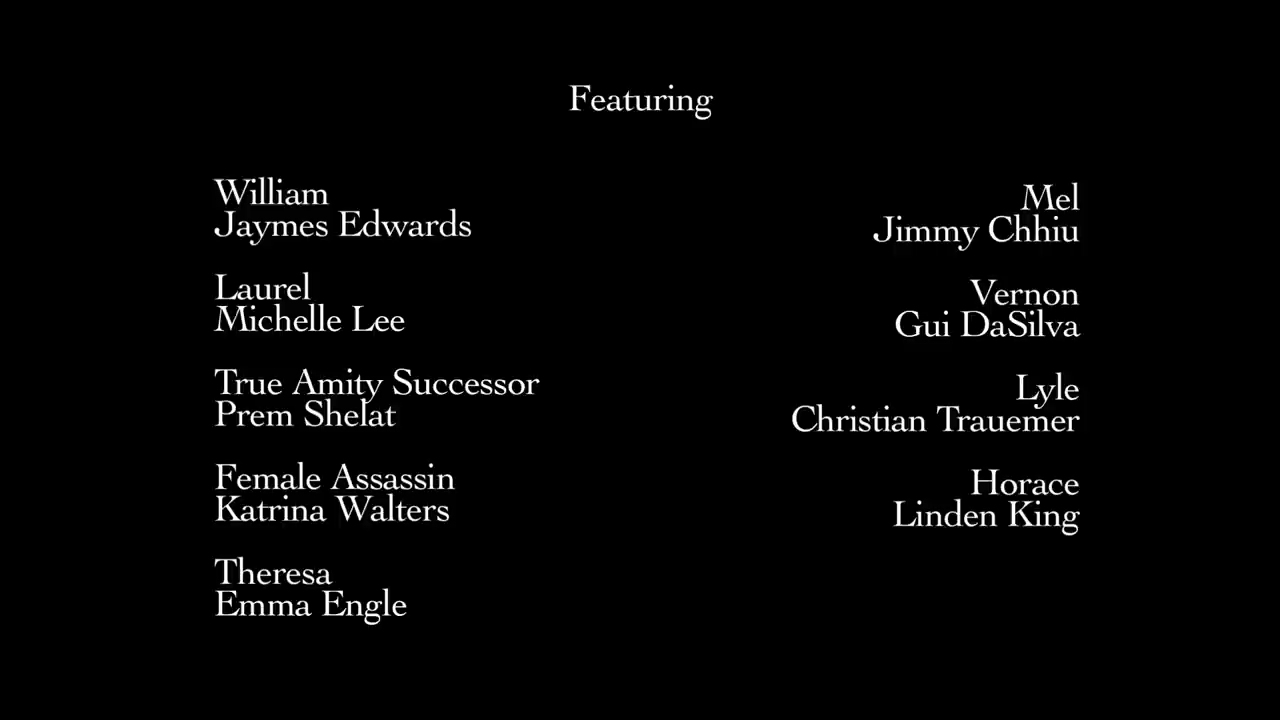 Featuring
William
Jaymes Edwards
Laurel
Michelle Lee
True Amity Successor
Prem Shelat
Female Assassin
Katrina Walters
Theresa
Emma Engle
Mel
Jimmy Chhiu
Vernon
Gui DaSilva
Lyle
Christian Trauemer
Horace
Linden King